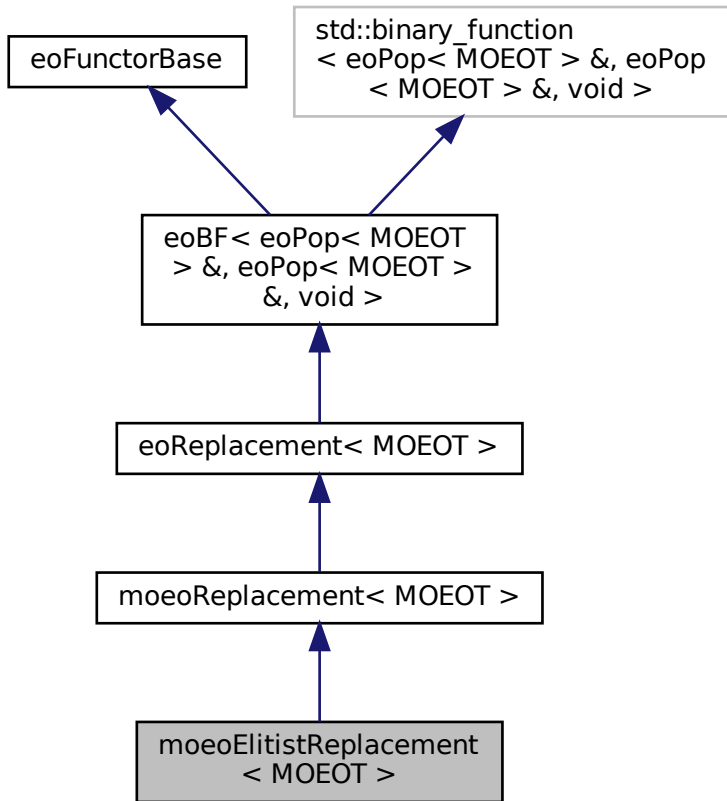 eoFunctorBase
std::binary_function
< eoPop< MOEOT > &, eoPop
< MOEOT > &, void >
eoBF< eoPop< MOEOT
> &, eoPop< MOEOT >
&, void >
eoReplacement< MOEOT >
moeoReplacement< MOEOT >
moeoElitistReplacement
< MOEOT >